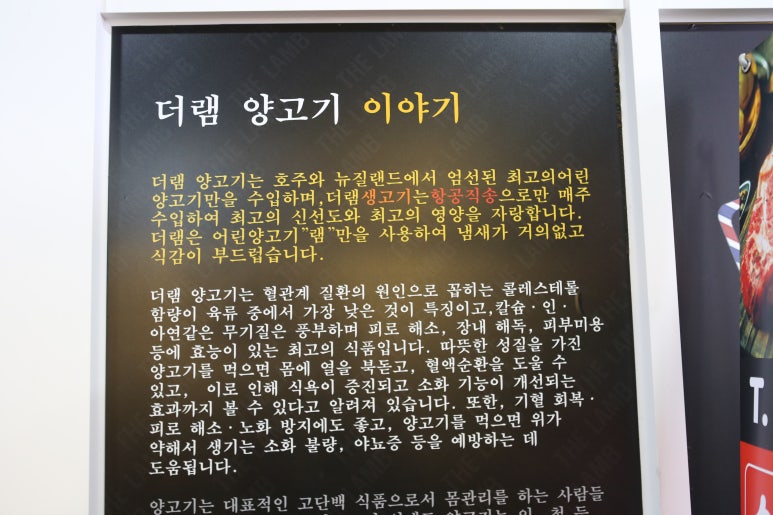 더램 양고기 이야기
더램 양고기는 호주와 뉴질랜드에서 엄선된 최고의어린
양고기만을 수입하며,더램생고기는항공직송으로만 매주
수입하여 최고의 신선도와 최고의 영양을 자랑합니다.
더램은 어린양고기"램"만을 사용하여 냄새가 거의없고
식감이 부드럽습니다.
더램 양고기는 혈관계 질환의 원인으로 꼽히는 콜레스테롤
함량이 육류 중에서 가장 낮은 것이 특징이고,칼슘·인·
아연같은 무기질은 풍부하며 피로 해소, 장내 해독, 피부미용
등에 효능이 있는 최고의 식품입니다. 따뜻한 성질을 가진
양고기를 먹으면 몸에 열을 북돋고, 혈액순환을 도울 수
있고, 이로 인해 식욕이 증진되고 소화 기능이 개선되는
효과까지 볼 수 있다고 알려져 있습니다. 또한, 기혈 회복·
피로 해소·노화 방지에도 좋고, 양고기를 먹으면 위가
약해서 생기는 소화 불량, 야뇨증 등을 예방하는 데
도움됩니다.
양고기는 대표적인 고단백 식품으로서 몸관리를 하는 사람들
T.
THE LAMB